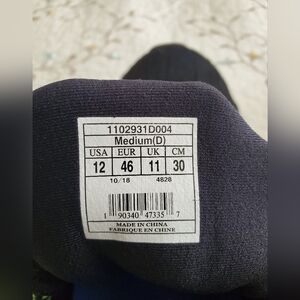 1102931D004
Medium(D)
USA EUR UK CM
12 46 11 30
10/18 4828
1 90340 47335 7
MADE IN CHINA
FABRIQUE EN CHINE